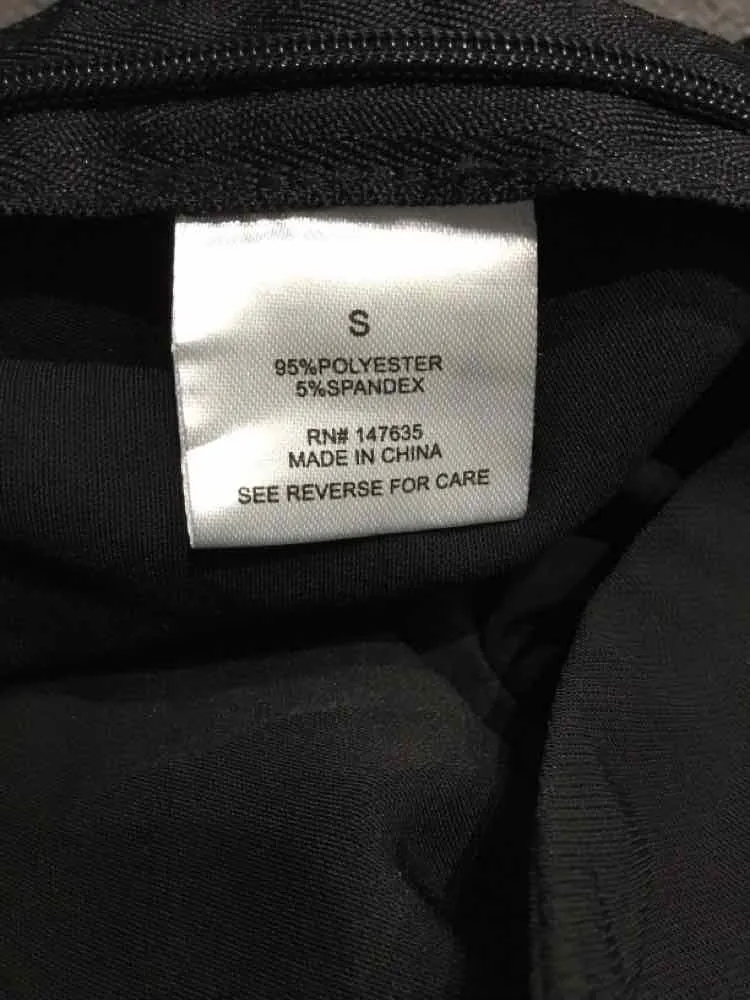 S
95%POLYESTER
5%SPANDEX
RN# 147635
MADE IN CHINA
SEE REVERSE FOR CARE